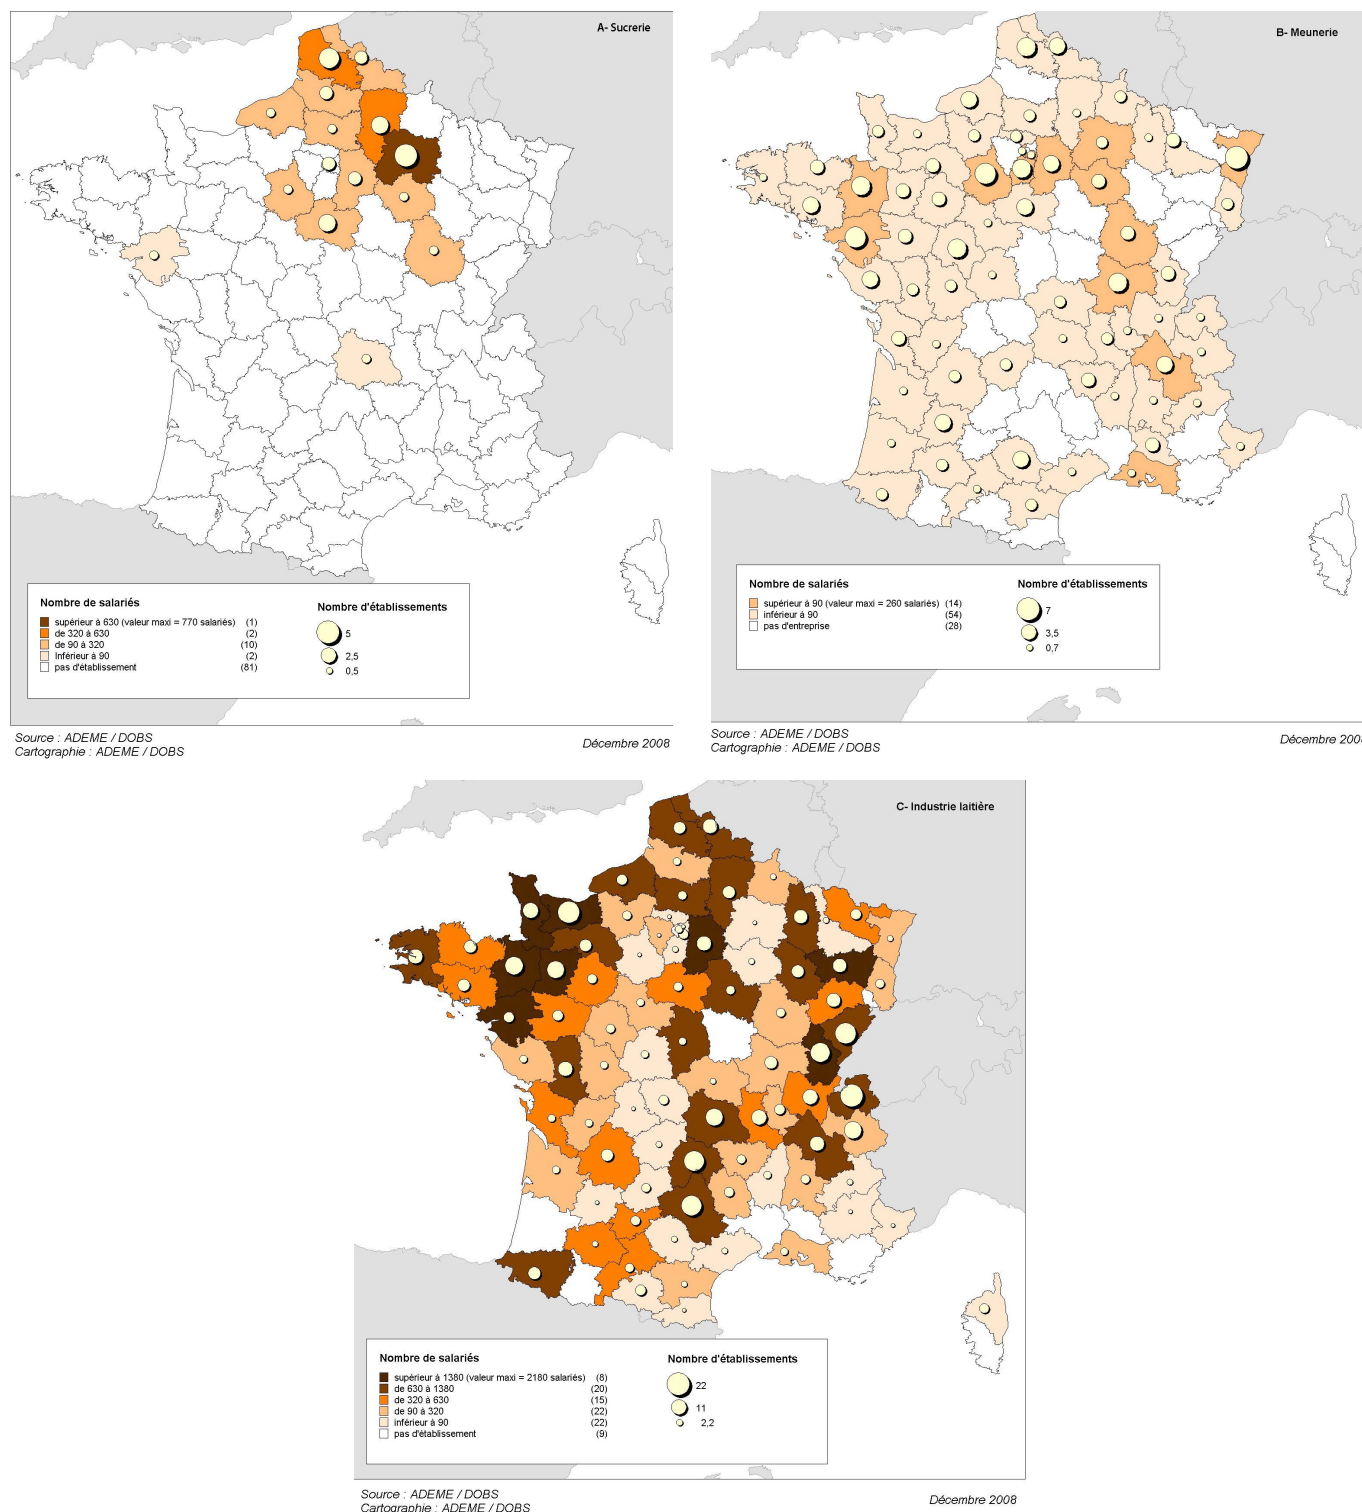 A- Sucrerie
Nombre de salariés
supérieur à 630 (valeur maxi = 770 salariés) (1)
de 320 à 630 (2)
de 90 à 320 (10)
Inférieur à 90 (2)
pas d'établissement (81)
Nombre d'établissements
5
2,5
0,5
Source : ADEME / DOBS
Cartographie : ADEME / DOBS
Décembre 2008
B- Meunerie
Nombre de salariés
supérieur à 90 (valeur maxi = 260 salariés) (14)
inférieur à 90 (54)
pas d'entreprise (28)
Nombre d'établissements
7
3,5
0,7
Source : ADEME / DOBS
Cartographie : ADEME / DOBS
Décembre 200
C- Industrie laitière
Nombre de salariés
supérieur à 1380 (valeur maxi = 2180 salariés) (8)
de 630 à 1380 (20)
de 320 à 630 (15)
de 90 à 320 (22)
inférieur à 90 (22)
pas d'établissement (9)
Nombre d'établissements
22
11
2,2
Source : ADEME / DOBS
Cartographie : ADEME / DOBS
Décembre 2008